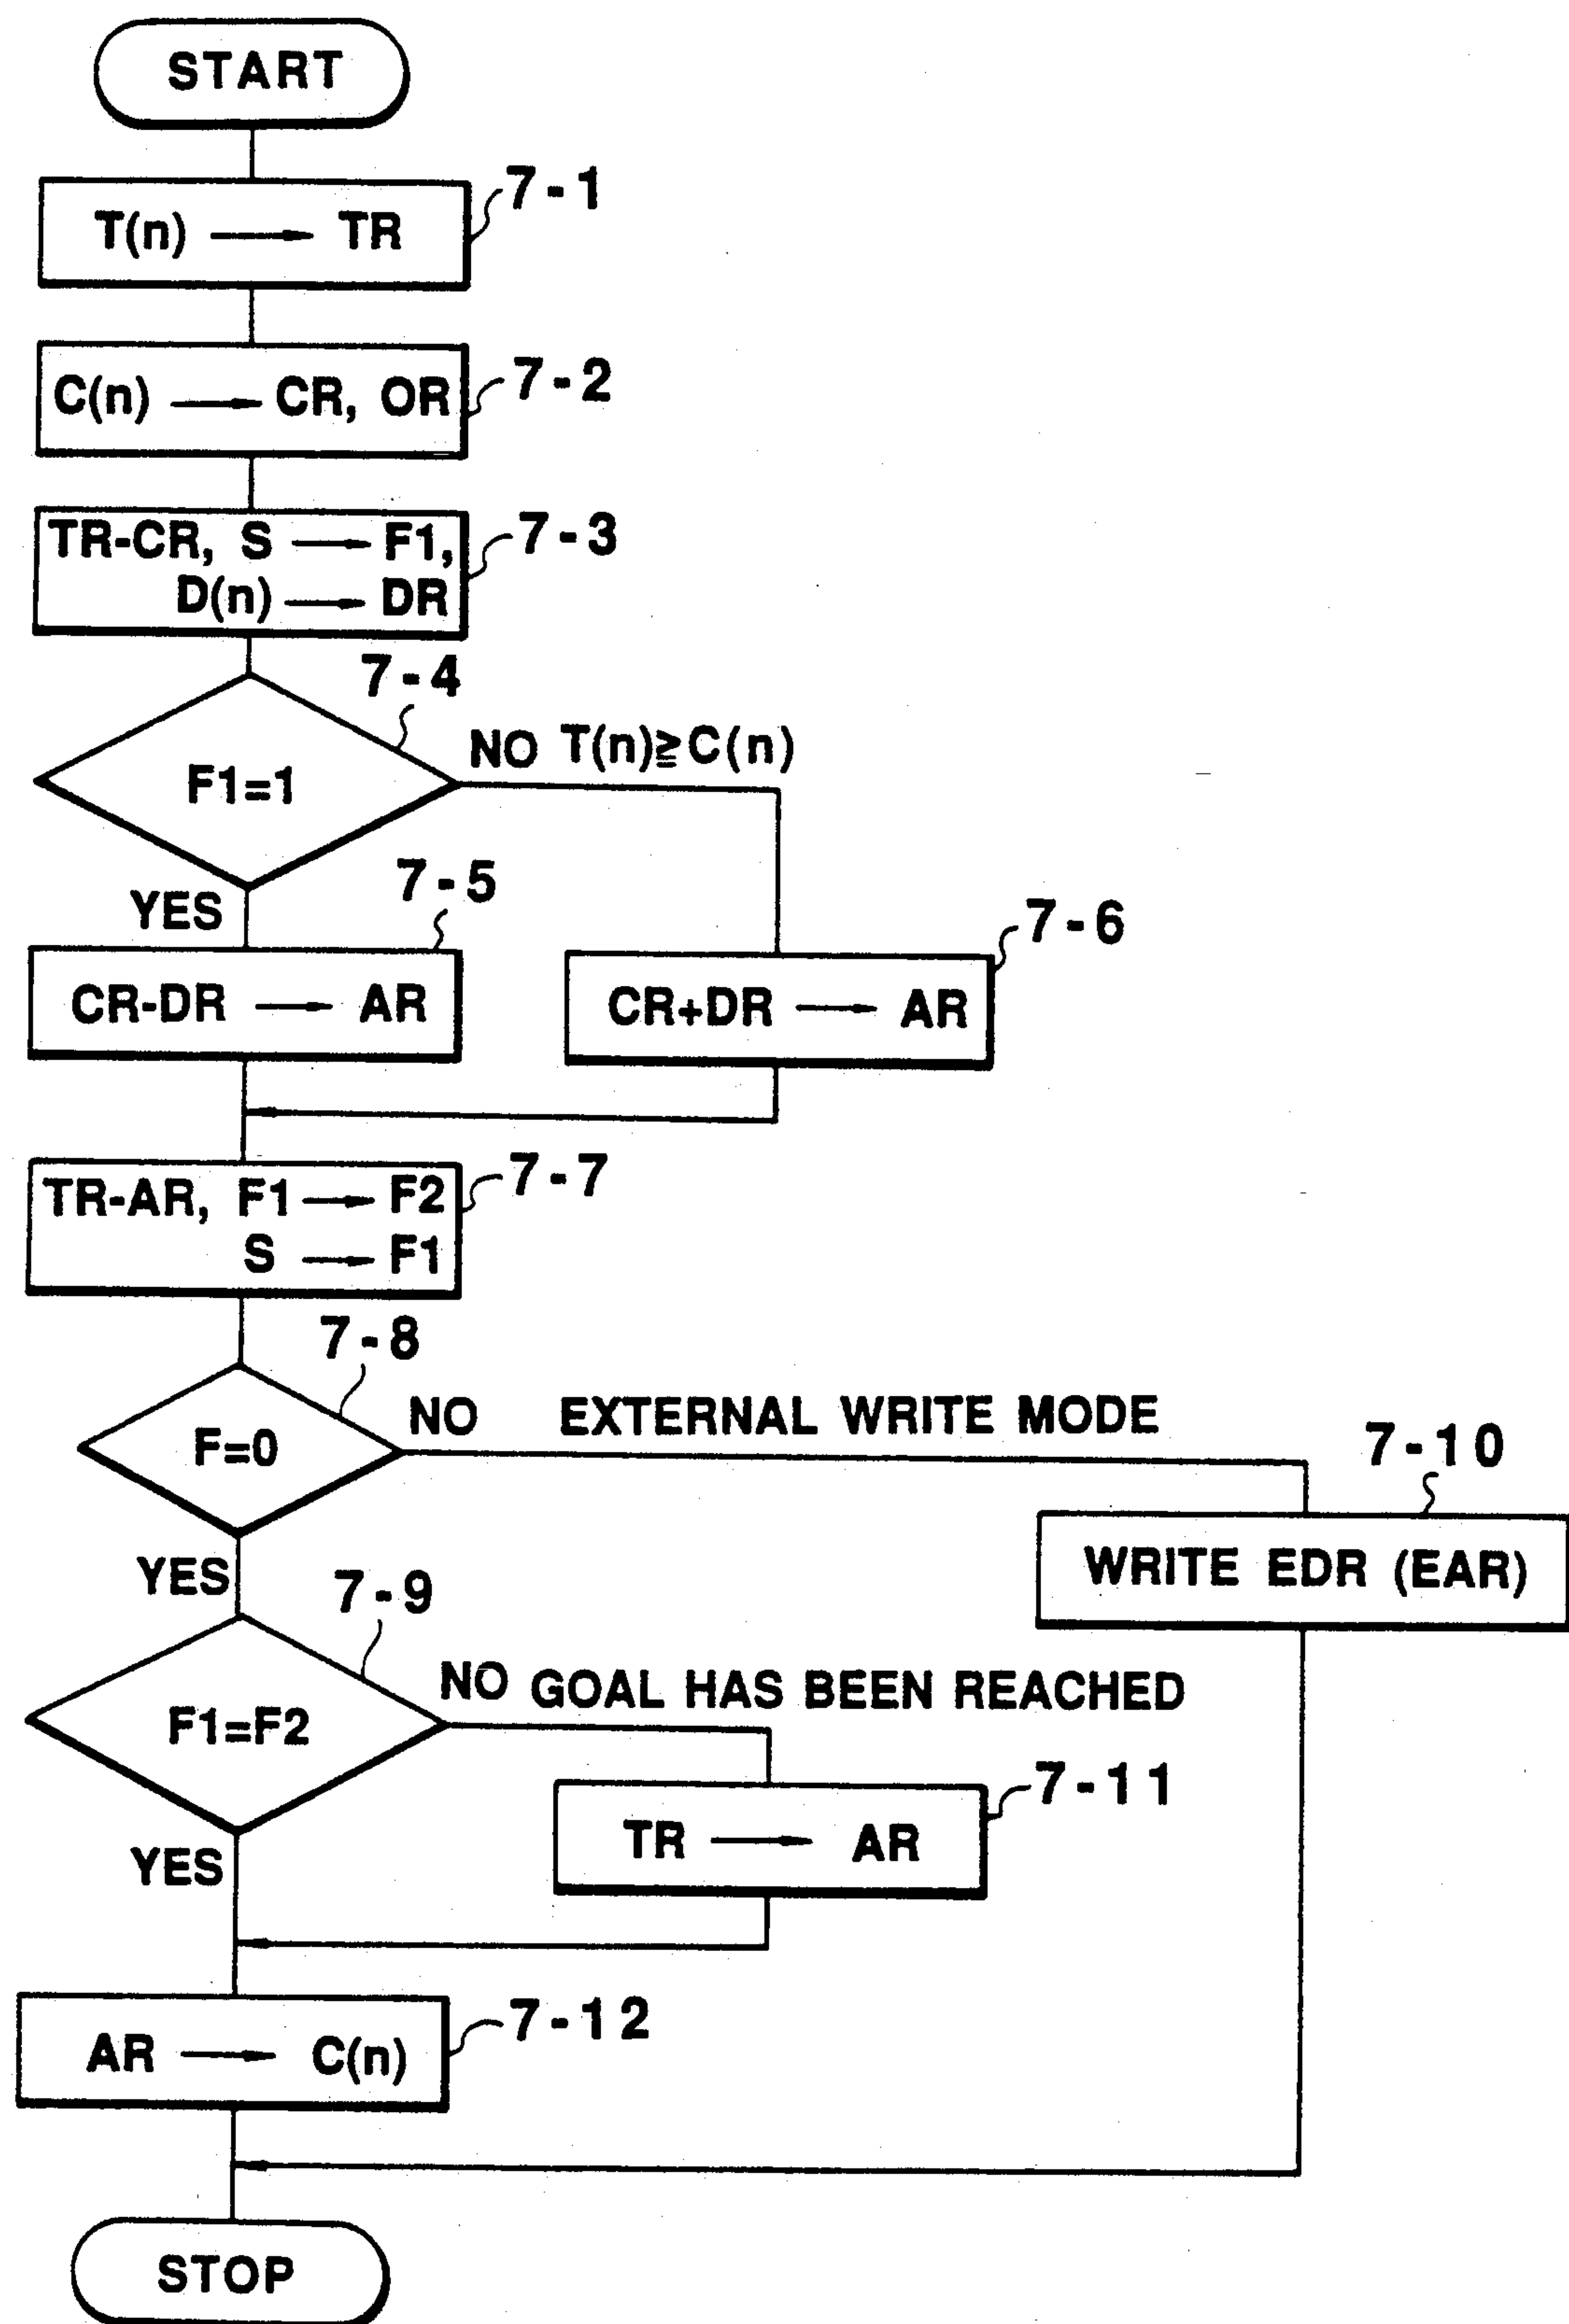 START
7-1
T(n) → TR
7-2
C(n) → CR, OR
7-3
TR-CR, S → F1,
D(n) → DR
7-4
F1=1
NO T(n)≧C(n)
YES
7-5
CR-DR → AR
7-6
CR+DR → AR
7-7
TR-AR, F1 → F2
S → F1
7-8
F=0
NO EXTERNAL WRITE MODE
YES
7-10
WRITE EDR (EAR)
7-9
F1=F2
NO GOAL HAS BEEN REACHED
YES
7-11
TR → AR
7-12
AR → C(n)
STOP